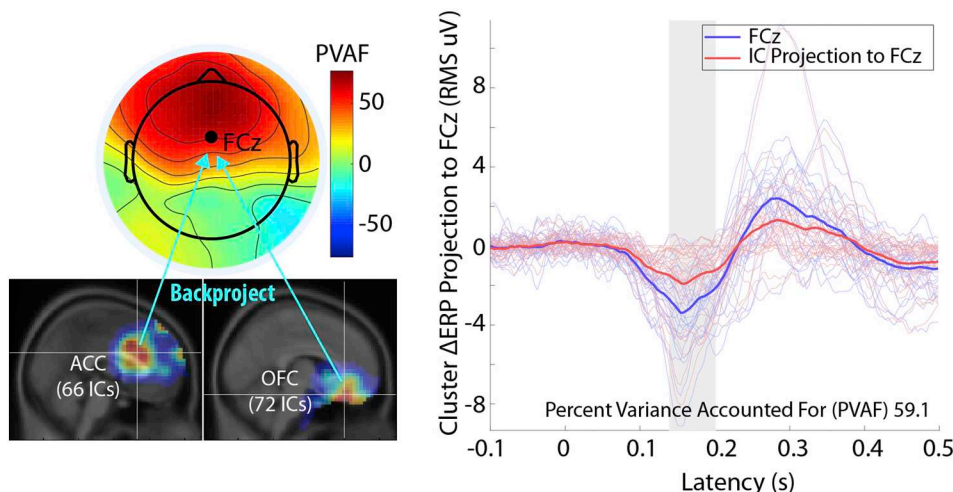 PVAF
50
0
-50
FCz
Backproject
ACC
(66 ICs)
OFC
(72 ICs)
Cluster ΔERP Projection to FCz (RMS uV)
8
4
0
-4
-8
FCz
IC Projection to FCz
Percent Variance Accounted For (PVAF) 59.1
-0.1
0
0.1
0.2
0.3
0.4
0.5
Latency (s)